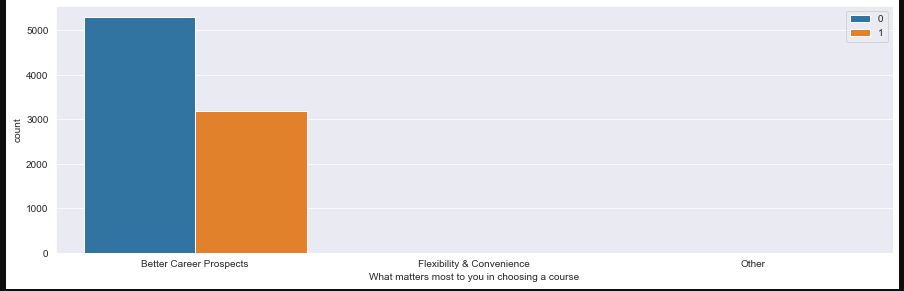 0
1
5000
4000
3000
2000
1000
0
count
Better Career Prospects
Flexibility & Convenience
Other
What matters most to you in choosing a course